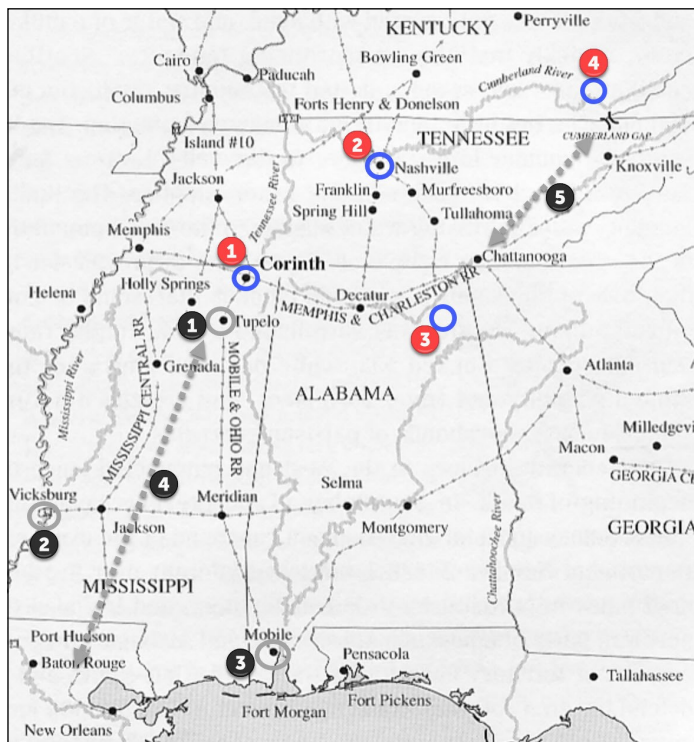 KENTUCKY
Perryville
Cairo
Paducah
Bowling Green
Cumberland River
4
Columbus
Forts Henry & Donelson
Island #10
TENNESSEE
CUMBERLAND GAP
2
Nashville
Knoxville
Jackson
Tennessee River
Franklin
Murfreesboro
5
Spring Hill
Tullahoma
Memphis
1
Corinth
Chattanooga
Helena
Holly Springs
MEMPHIS & CHARLESTON RR
Decatur
1
Tupelo
3
Mississippi River
MISSISSIPPI CENTRAL RR
Grenada
MOBILE & OHIO RR
ALABAMA
Atlanta
Milledgevi
Macon
GEORGIA CE
4
Vicksburg
Jackson
Meridian
Selma
Montgomery
Chattahoochee River
GEORGIA
2
MISSISSIPPI
Port Hudson
Baton Rouge
Mobile
3
Pensacola
Tallahassee
New Orleans
Fort Morgan
Fort Pickens